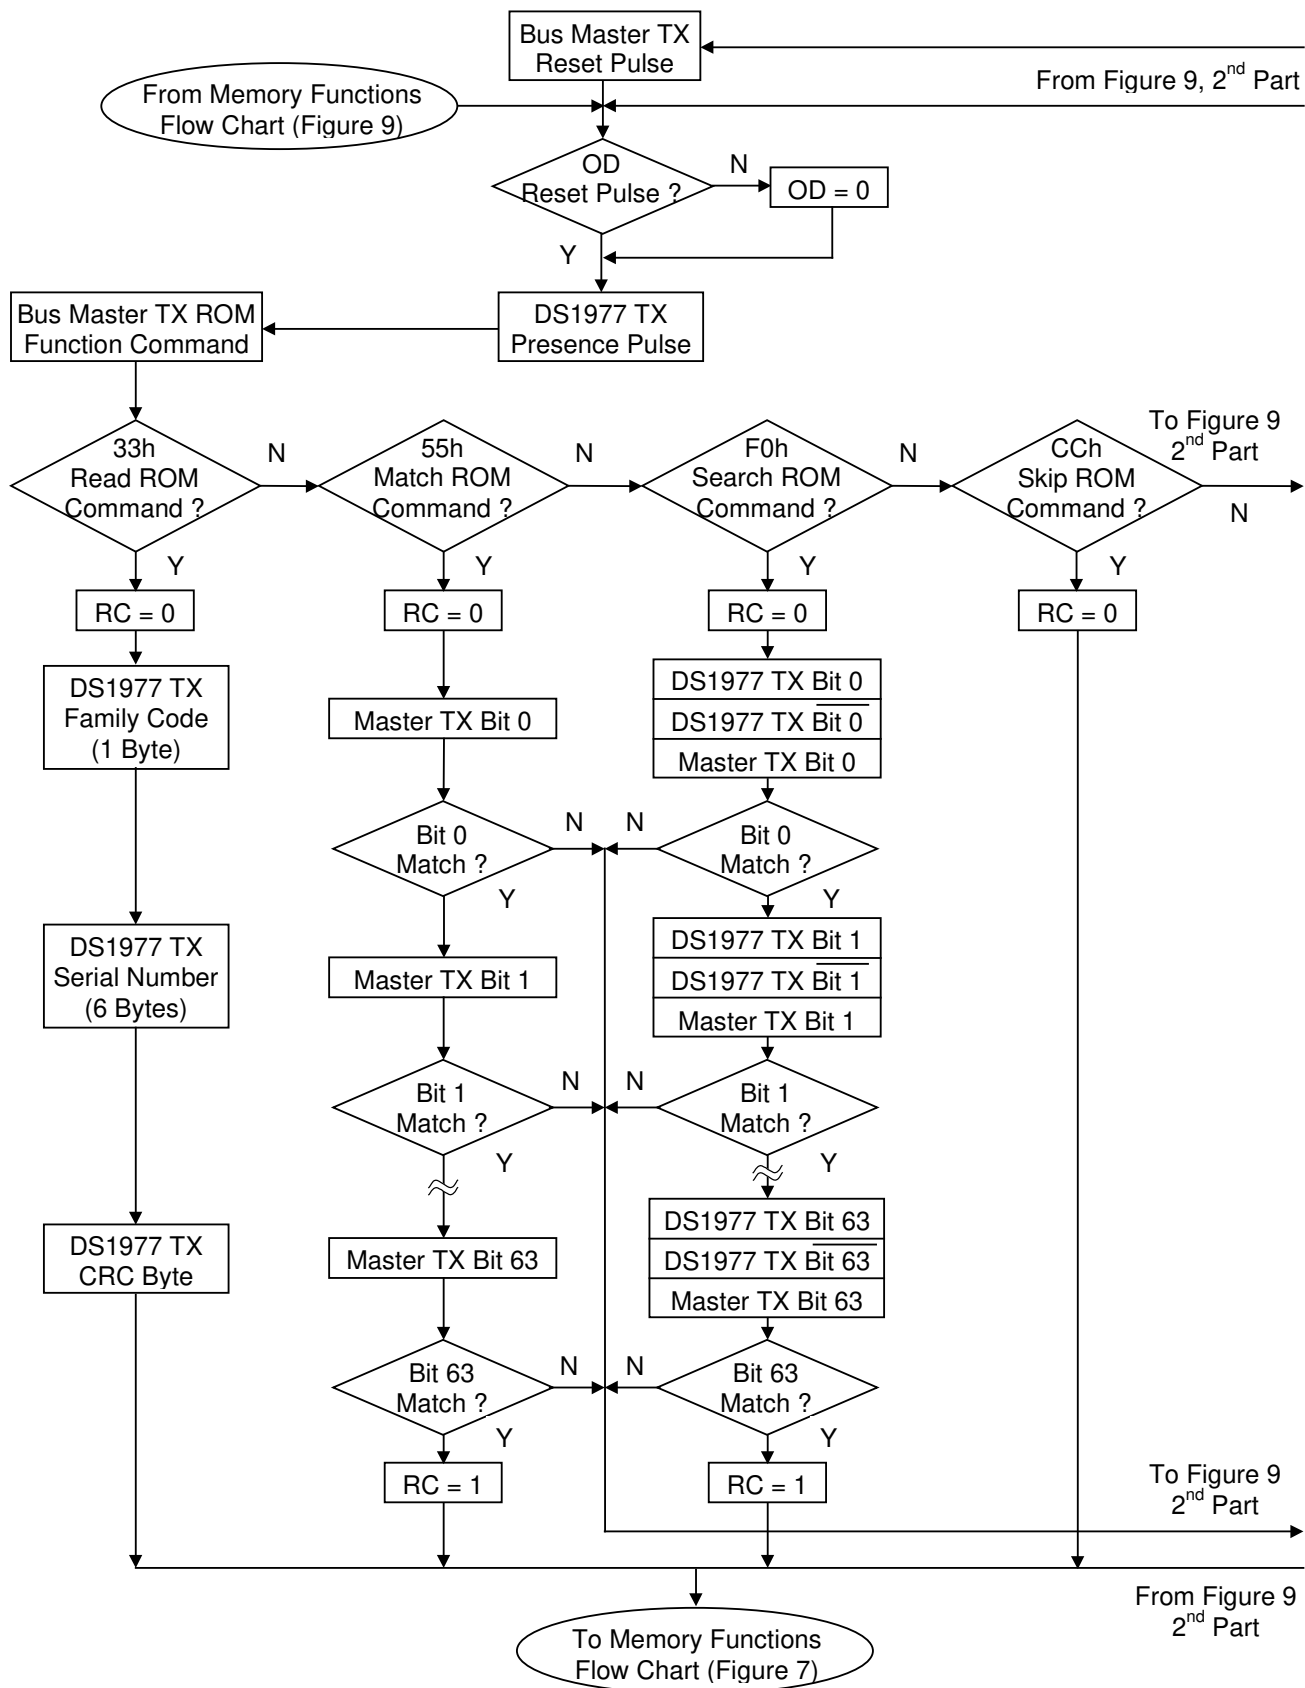 Bus Master TX
Reset Pulse
From Figure 9, 2nd Part
From Memory Functions
Flow Chart (Figure 9)
OD
Reset Pulse ?
N
OD = 0
Y
Bus Master TX ROM
Function Command
DS1977 TX
Presence Pulse
33h
Read ROM
Command ?
N
55h
Match ROM
Command ?
N
F0h
Search ROM
Command ?
N
CCh
Skip ROM
Command ?
To Figure 9
2nd Part
N
Y
Y
Y
Y
RC = 0
RC = 0
RC = 0
RC = 0
DS1977 TX
Family Code
(1 Byte)
Master TX Bit 0
DS1977 TX Bit 0
DS1977 TX B̅i̅t̅ ̅0̅
Master TX Bit 0
Bit 0
Match ?
N
N
Bit 0
Match ?
Y
Y
DS1977 TX
Serial Number
(6 Bytes)
Master TX Bit 1
DS1977 TX Bit 1
DS1977 TX B̅i̅t̅ ̅1̅
Master TX Bit 1
Bit 1
Match ?
N
N
Bit 1
Match ?
Y
Y
DS1977 TX
CRC Byte
Master TX Bit 63
DS1977 TX Bit 63
DS1977 TX B̅i̅t̅ ̅6̅3̅
Master TX Bit 63
Bit 63
Match ?
N
N
Bit 63
Match ?
Y
Y
RC = 1
RC = 1
To Figure 9
2nd Part
From Figure 9
2nd Part
To Memory Functions
Flow Chart (Figure 7)